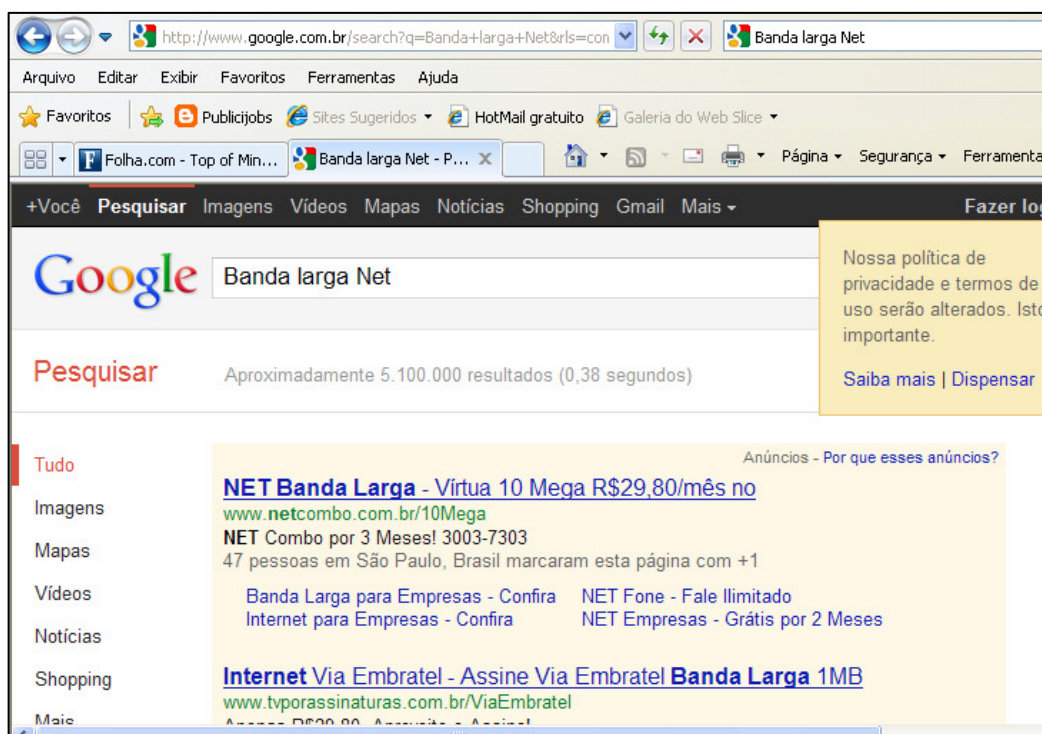 http://www.google.com.br/search?q=Banda+larga+Net&rls=con Banda larga Net
Arquivo Editar Exibir Favoritos Ferramentas Ajuda
Favoritos Publicijobs Sites Sugeridos HotMail gratuito Galeria do Web Slice
Folha.com - Top of Min... Banda larga Net - P... Página Segurança Ferramenta
+Você Pesquisar Imagens Vídeos Mapas Notícias Shopping Gmail Mais Fazer log
Google Banda larga Net
Nossa política de
privacidade e termos de
uso serão alterados. Isto
importante.
Saiba mais | Dispensar
Pesquisar Aproximadamente 5.100.000 resultados (0,38 segundos)
Tudo
Imagens
Mapas
Vídeos
Notícias
Shopping
Mais
Anúncios - Por que esses anúncios?
NET Banda Larga - Vírtua 10 Mega R$29,80/mês no
www.netcombo.com.br/10Mega
NET Combo por 3 Meses! 3003-7303
47 pessoas em São Paulo, Brasil marcaram esta página com +1
Banda Larga para Empresas - Confira NET Fone - Fale Ilimitado
Internet para Empresas - Confira NET Empresas - Grátis por 2 Meses
Internet Via Embratel - Assine Via Embratel Banda Larga 1MB
www.tvporassinaturas.com.br/ViaEmbratel
Apenas R$29,80. Aproveite e Assine!